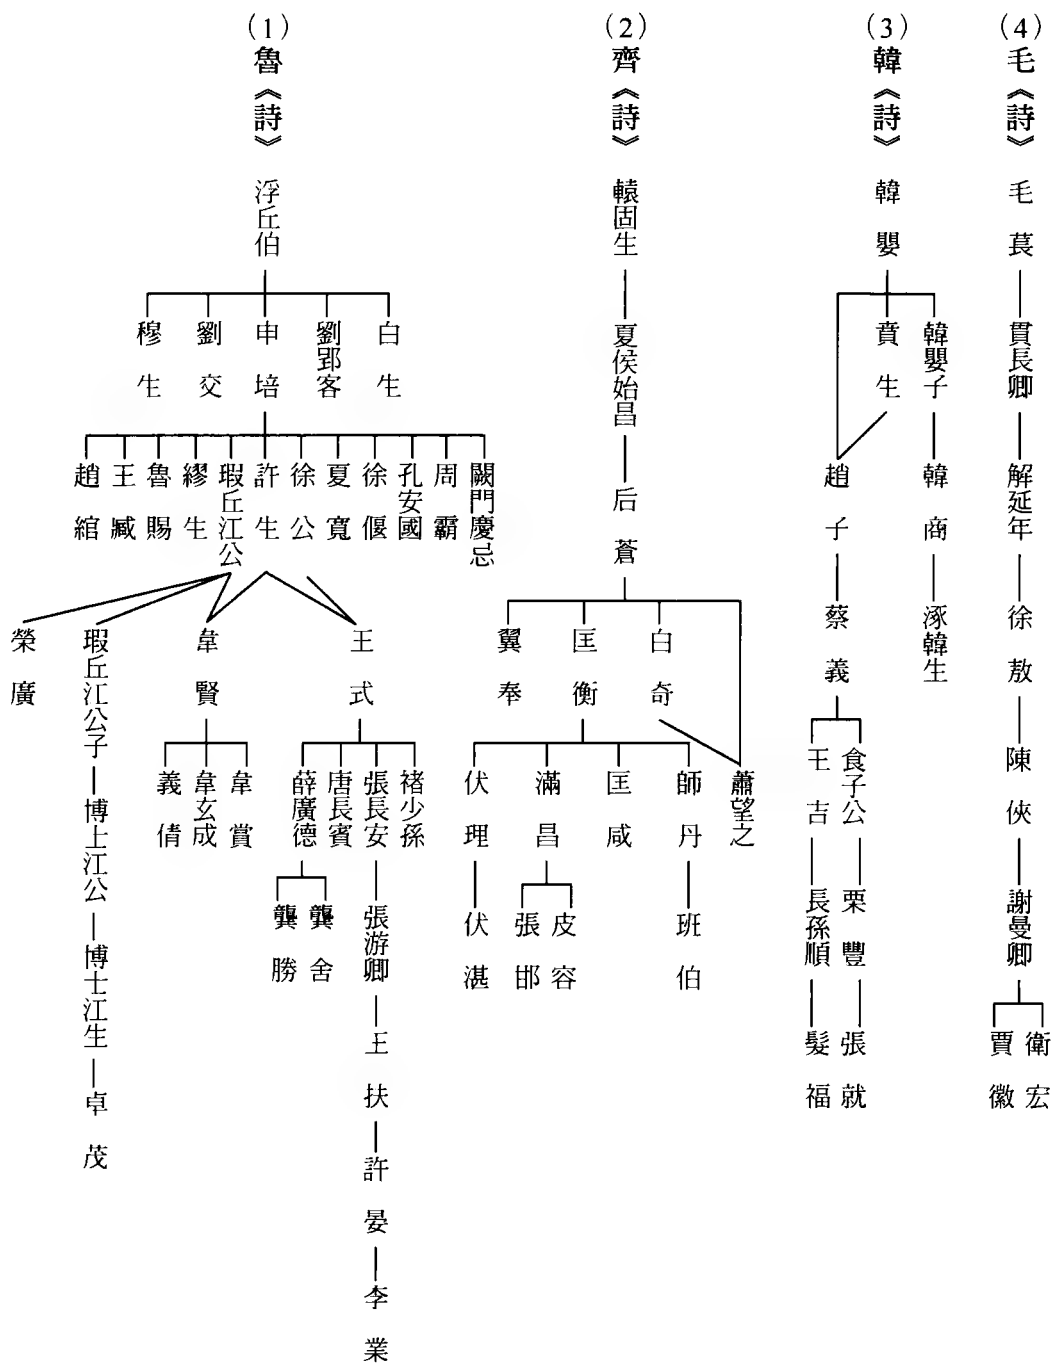 (1)
魯《詩》
浮丘伯
穆生
劉交
申培
劉郢客
白生
趙綰
王臧
魯賜
繆生
瑕丘江公
許生
徐公
夏寬
徐偃
孔安國
周霸
闕門慶忌
榮廣
瑕丘江公子
博上江公
博士江生
卓茂
韋賢
義倩
韋玄成
韋賞
王式
薛廣德
唐長賓
張長安
褚少孫
龔勝
龔舍
張游卿
王扶
許晏
李業
(2)
齊《詩》
轅固生
夏侯始昌
后蒼
翼奉
匡衡
白奇
蕭望之
伏理
滿昌
匡咸
師丹
伏湛
張邯
皮容
班伯
(3)
韓《詩》
韓嬰
賁生
韓嬰子
趙子
韓商
涿韓生
蔡義
王吉
食子公
長孫順
栗豐
髮福
張就
(4)
毛《詩》
毛萇
貫長卿
解延年
徐敖
陳俠
謝曼卿
賈徽
衛宏